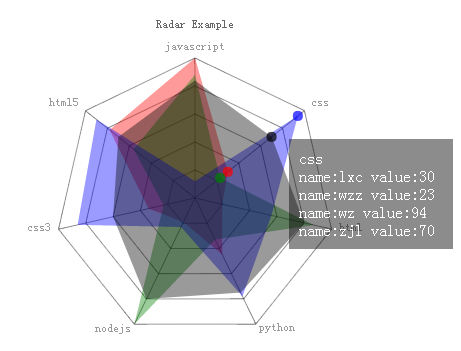 Radar Example
javascript
html5
css
css
name:lxc value:30
name:wzz value:23
name:wz value:94
name:zjl value:70
css3
nodejs
python